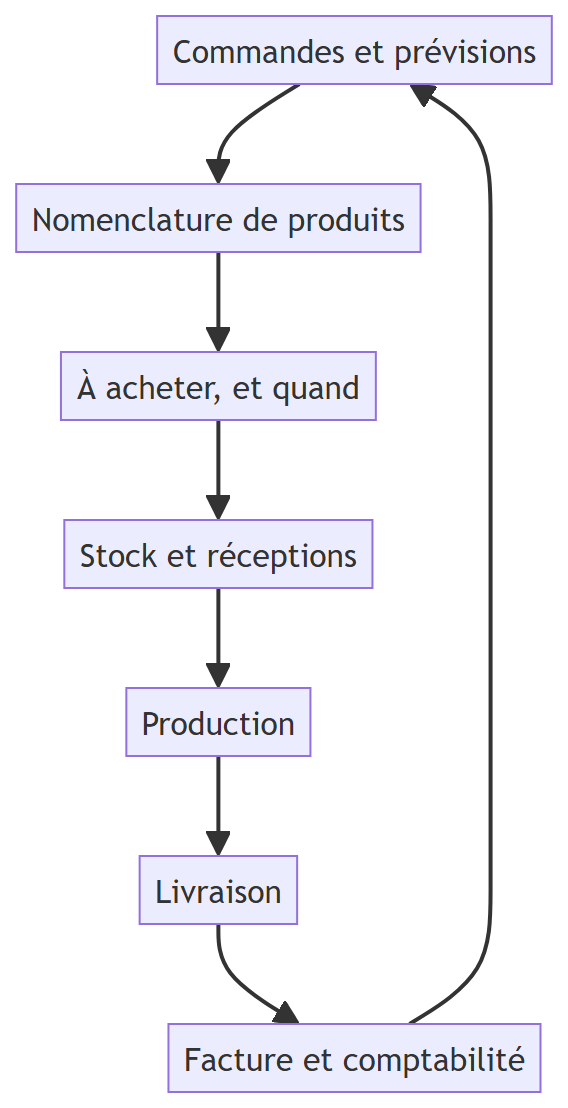 Commandes et prévisions
Nomenclature de produits
À acheter, et quand
Stock et réceptions
Production
Livraison
Facture et comptabilité